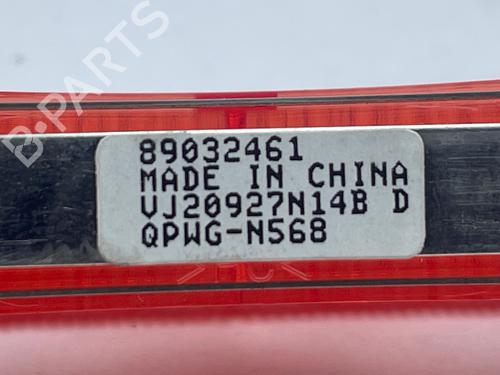 B-PARTS
89032461
MADE IN CHINA
VJ20927N14B D
QPWG-N568